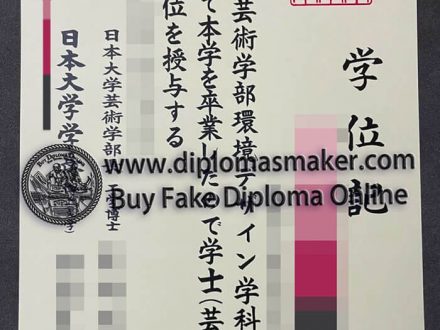 学位記
芸術学部環境デザイン学科
て本学を卒業したので学士(芸
位を授与する
日本大学芸術学部
博士
日本大学学
www.diplomasmaker.com
Buy Fake Diploma Online